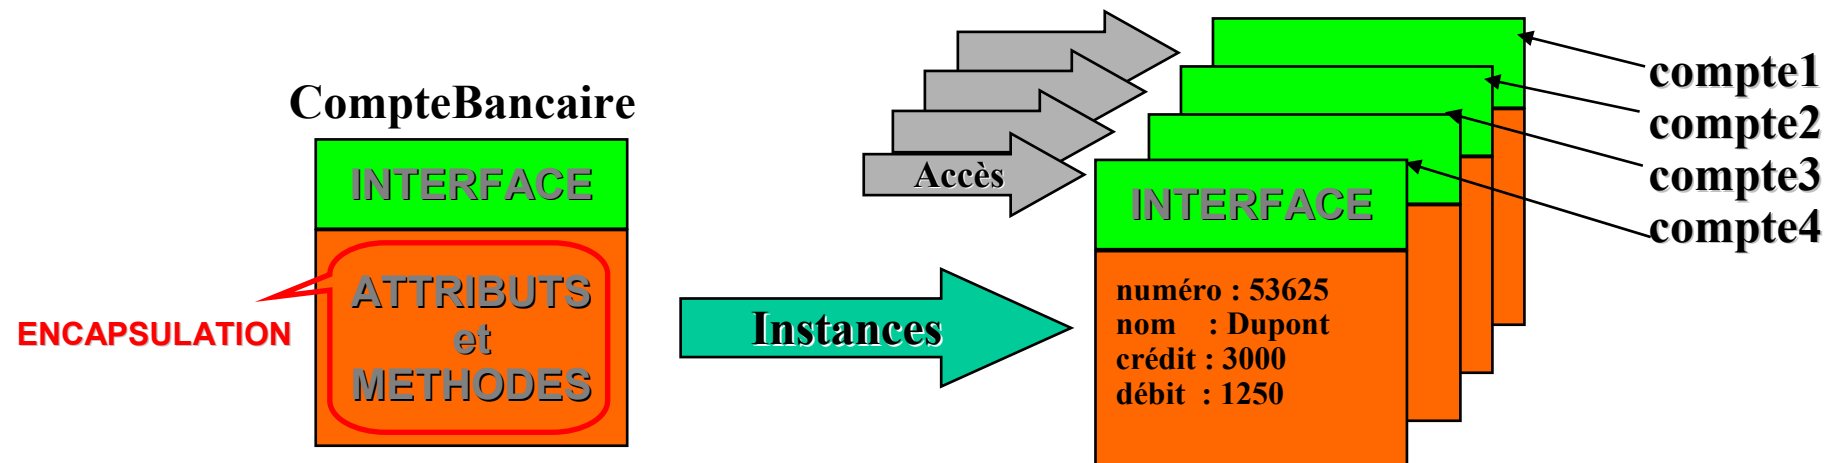 CompteBancaire
INTERFACE
ATTRIBUTS
et
METHODES
ENCAPSULATION
Instances
Accès
INTERFACE
numéro : 53625
nom : Dupont
crédit : 3000
débit : 1250
compte1
compte2
compte3
compte4